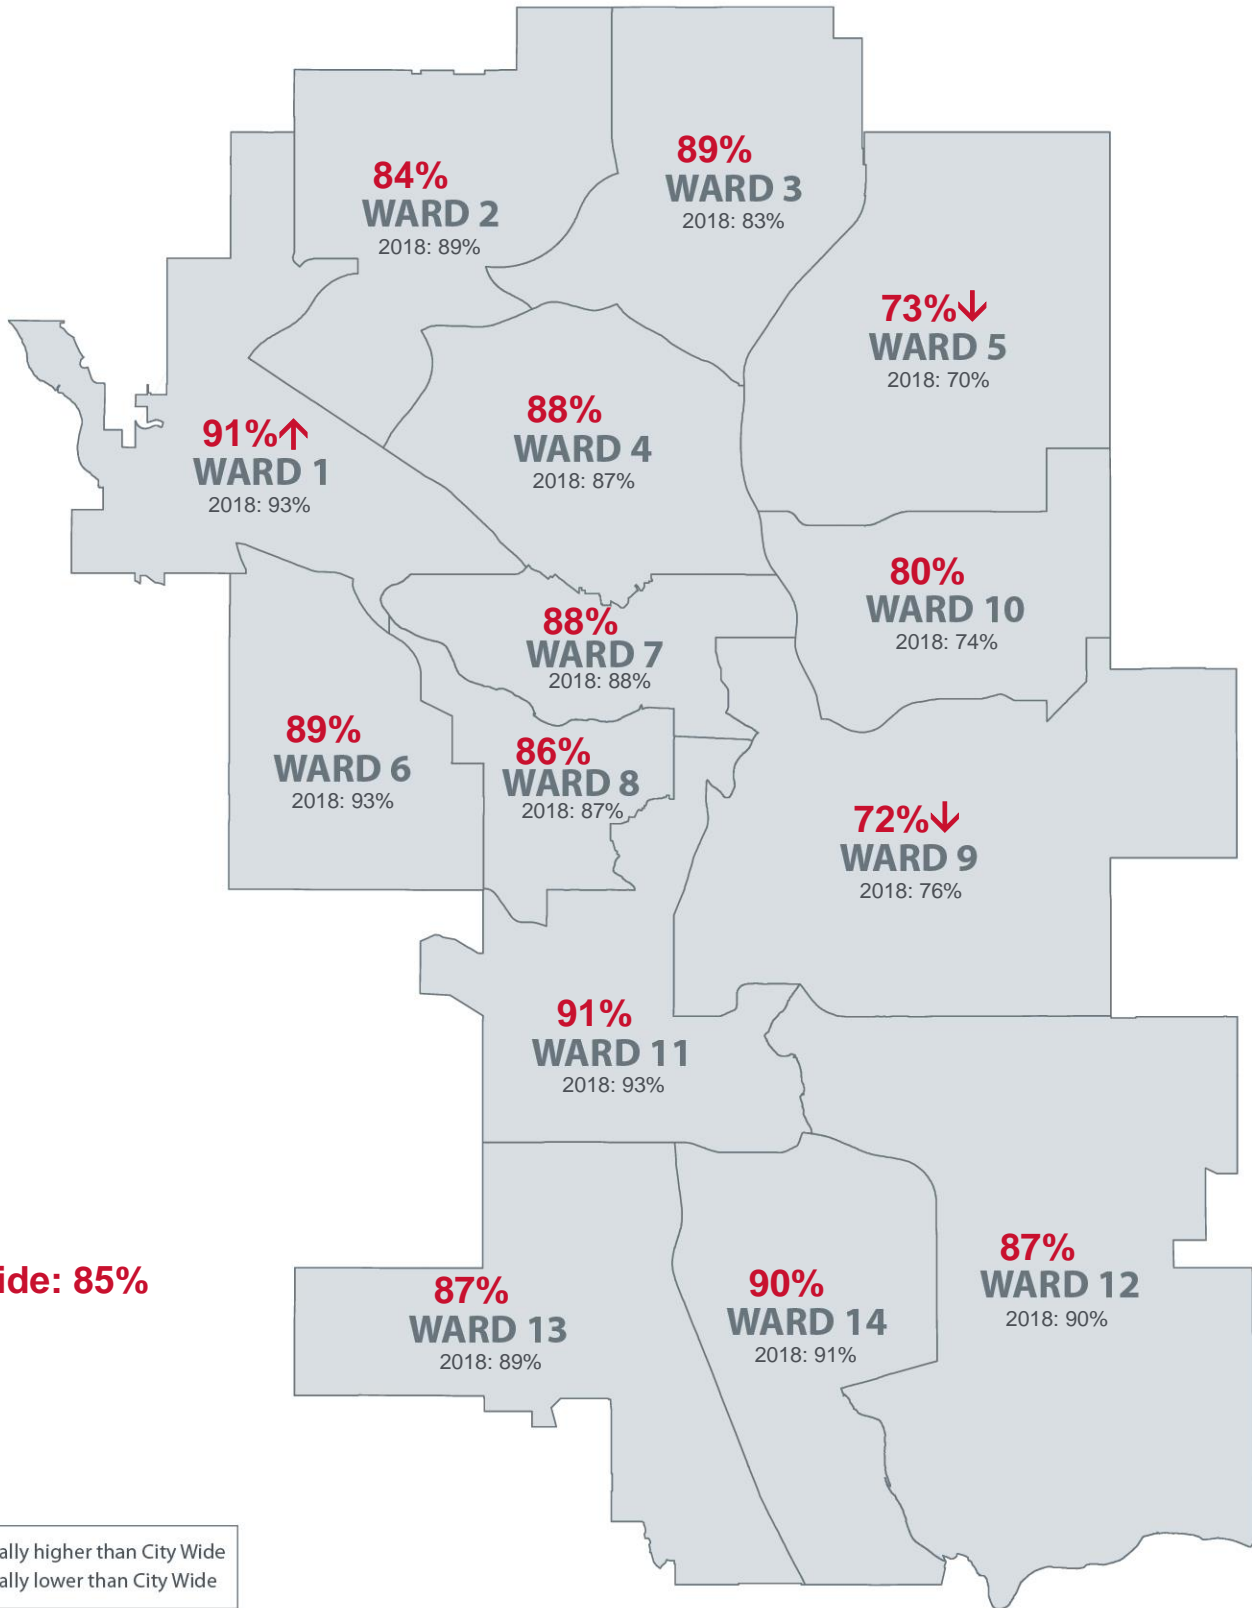 84%
WARD 2
2018: 89%
89%
WARD 3
2018: 83%
73%↓
WARD 5
2018: 70%
91%↑
WARD 1
2018: 93%
88%
WARD 4
2018: 87%
80%
WARD 10
2018: 74%
88%
WARD 7
2018: 88%
89%
WARD 6
2018: 93%
86%
WARD 8
2018: 87%
72%↓
WARD 9
2018: 76%
91%
WARD 11
2018: 93%
87%
WARD 12
2018: 90%
ide: 85%
87%
WARD 13
2018: 89%
90%
WARD 14
2018: 91%
ally higher than City Wide
ally lower than City Wide